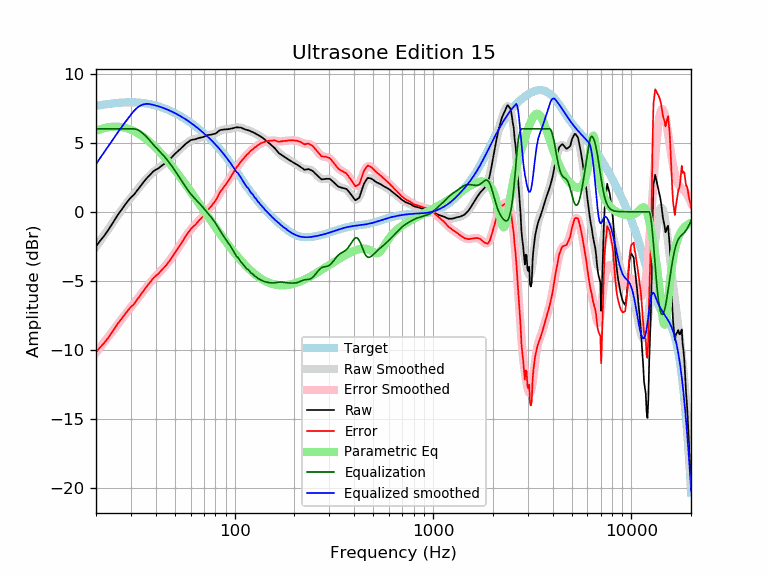 Ultrasone Edition 15
Amplitude (dBr)
10
5
0
−5
−10
−15
−20
Target
Raw Smoothed
Error Smoothed
Raw
Error
Parametric Eq
Equalization
Equalized smoothed
100
1000
10000
Frequency (Hz)